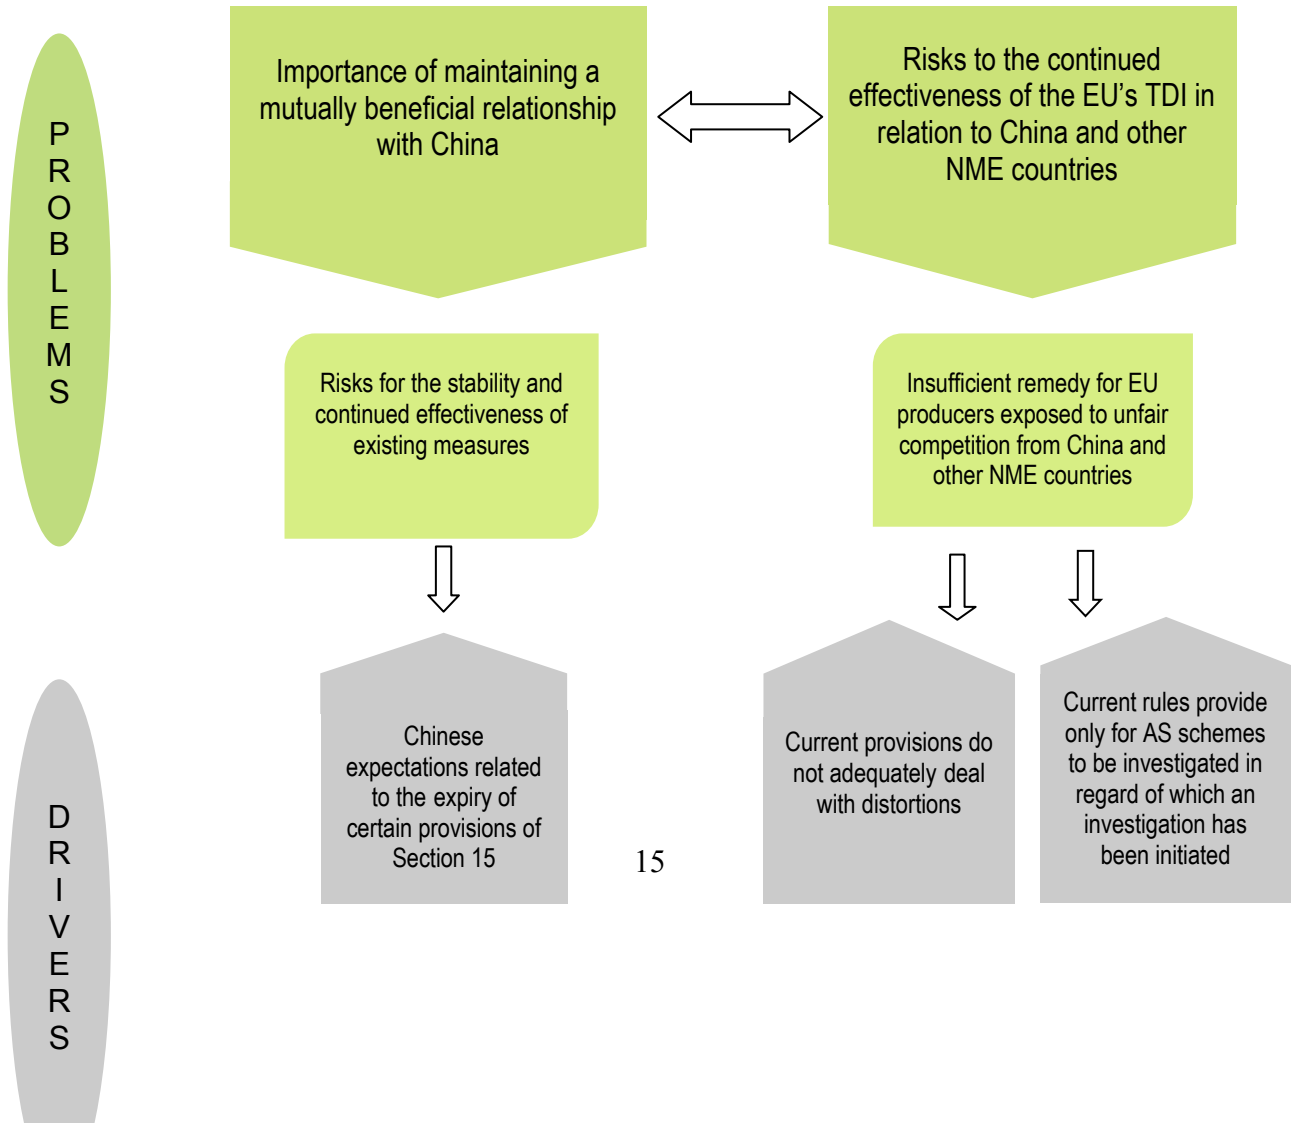 P
R
O
B
L
E
M
S
Importance of maintaining a
mutually beneficial relationship
with China
Risks to the continued
effectiveness of the EU’s TDI in
relation to China and other
NME countries
Risks for the stability and
continued effectiveness of
existing measures
Insufficient remedy for EU
producers exposed to unfair
competition from China and
other NME countries
D
R
I
V
E
R
S
Chinese
expectations related
to the expiry of
certain provisions of
Section 15
Current provisions do
not adequately deal
with distortions
Current rules provide
only for AS schemes
to be investigated in
regard of which an
investigation has
been initiated
15